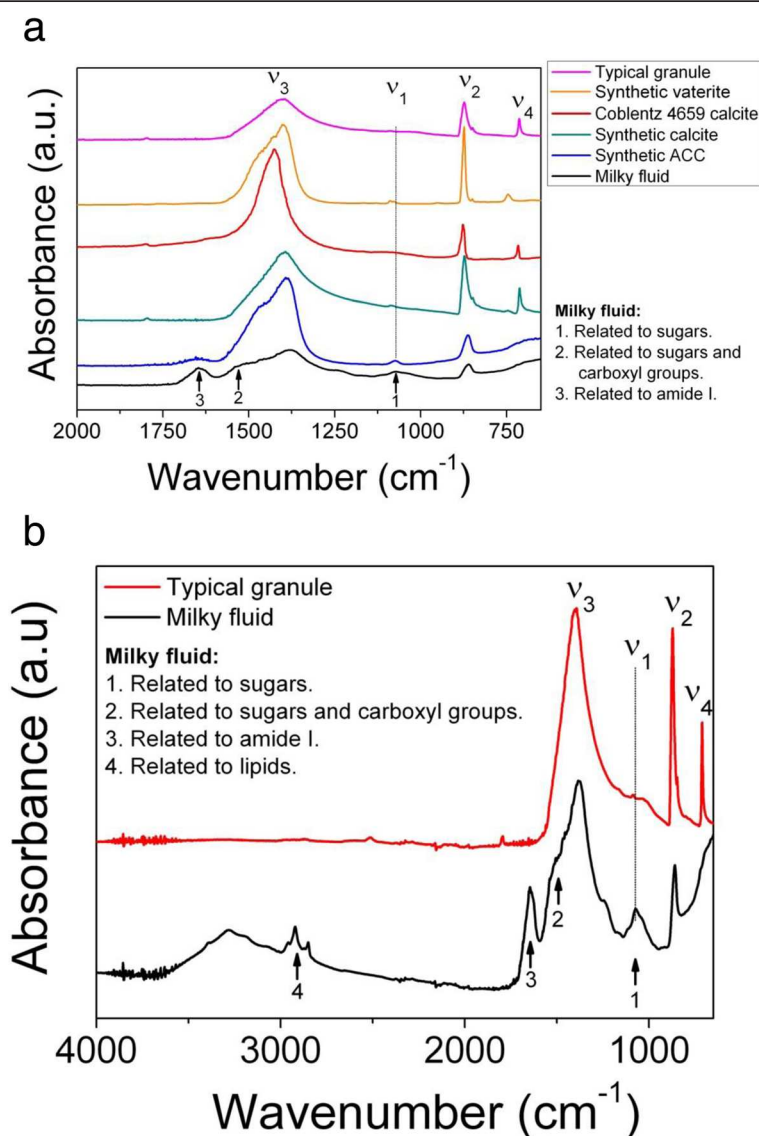 a
ν3
ν1
ν2
ν4
Typical granule
Synthetic vaterite
Coblentz 4659 calcite
Synthetic calcite
Synthetic ACC
Milky fluid
Absorbance (a.u.)
Milky fluid:
1. Related to sugars.
2. Related to sugars and
carboxyl groups.
3. Related to amide I.
3
2
1
2000
1750
1500
1250
1000
750
Wavenumber (cm-1)
b
Typical granule
Milky fluid
Milky fluid:
1. Related to sugars.
2. Related to sugars and carboxyl groups.
3. Related to amide I.
4. Related to lipids.
ν3
ν2
ν1
ν4
Absorbance (a.u)
4
3
2
1
4000
3000
2000
1000
Wavenumber (cm-1)